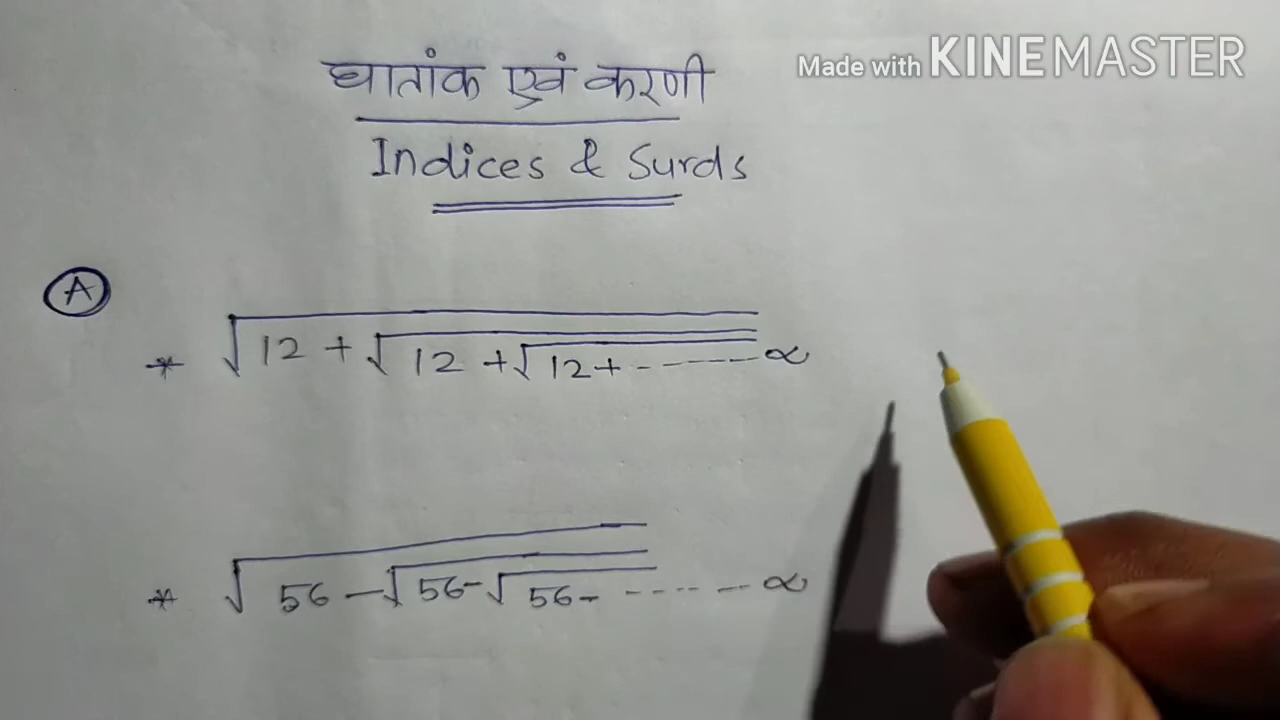 Made with KINEMASTER
घातांक एवं करणी
Indices & Surds
A
* √12 + √12 + √12 + ------- ∝
* √56 - √56 - √56 - ------- ∝